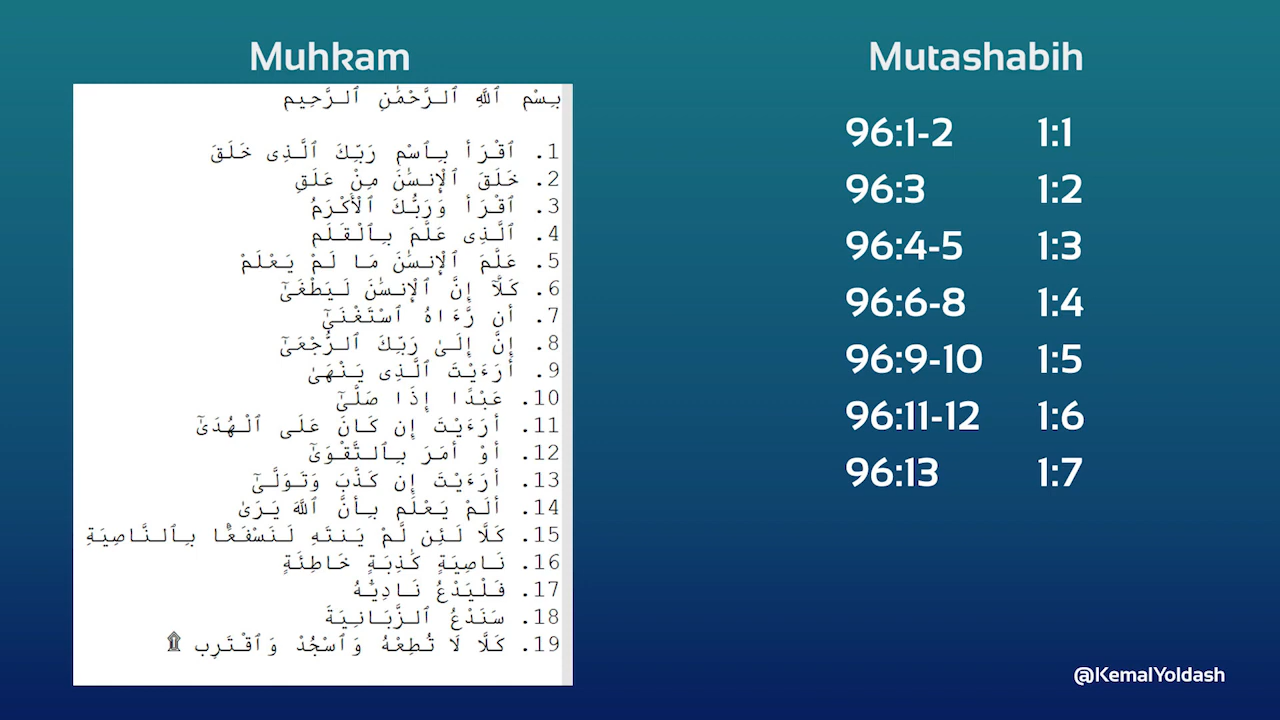 Muhkam
بِسْمِ ٱللَّهِ ٱلرَّحْمَٰنِ ٱلرَّحِيمِ
1. ٱقْرَأْ بِٱسْمِ رَبِّكَ ٱلَّذِى خَلَقَ
2. خَلَقَ ٱلْإِنسَٰنَ مِنْ عَلَقٍ
3. ٱقْرَأْ وَرَبُّكَ ٱلْأَكْرَمُ
4. ٱلَّذِى عَلَّمَ بِٱلْقَلَمِ
5. عَلَّمَ ٱلْإِنسَٰنَ مَا لَمْ يَعْلَمْ
6. كَلَّآ إِنَّ ٱلْإِنسَٰنَ لَيَطْغَىٰٓ
7. أَن رَّءَاهُ ٱسْتَغْنَىٰٓ
8. إِنَّ إِلَىٰ رَبِّكَ ٱلرُّجْعَىٰٓ
9. أَرَءَيْتَ ٱلَّذِى يَنْهَىٰ
10. عَبْدًا إِذَا صَلَّىٰٓ
11. أَرَءَيْتَ إِن كَانَ عَلَى ٱلْهُدَىٰٓ
12. أَوْ أَمَرَ بِٱلتَّقْوَىٰٓ
13. أَرَءَيْتَ إِن كَذَّبَ وَتَوَلَّىٰٓ
14. أَلَمْ يَعْلَم بِأَنَّ ٱللَّهَ يَرَىٰ
15. كَلَّا لَئِن لَّمْ يَنتَهِ لَنَسْفَعًۢا بِٱلنَّاصِيَةِ
16. نَاصِيَةٍ كَٰذِبَةٍ خَاطِئَةٍ
17. فَلْيَدْعُ نَادِيَهُۥ
18. سَنَدْعُ ٱلزَّبَانِيَةَ
19. كَلَّا لَا تُطِعْهُ وَٱسْجُدْ وَٱقْتَرِب ۩
Mutashabih
96:1-2 1:1
96:3 1:2
96:4-5 1:3
96:6-8 1:4
96:9-10 1:5
96:11-12 1:6
96:13 1:7
@KemalYoldash